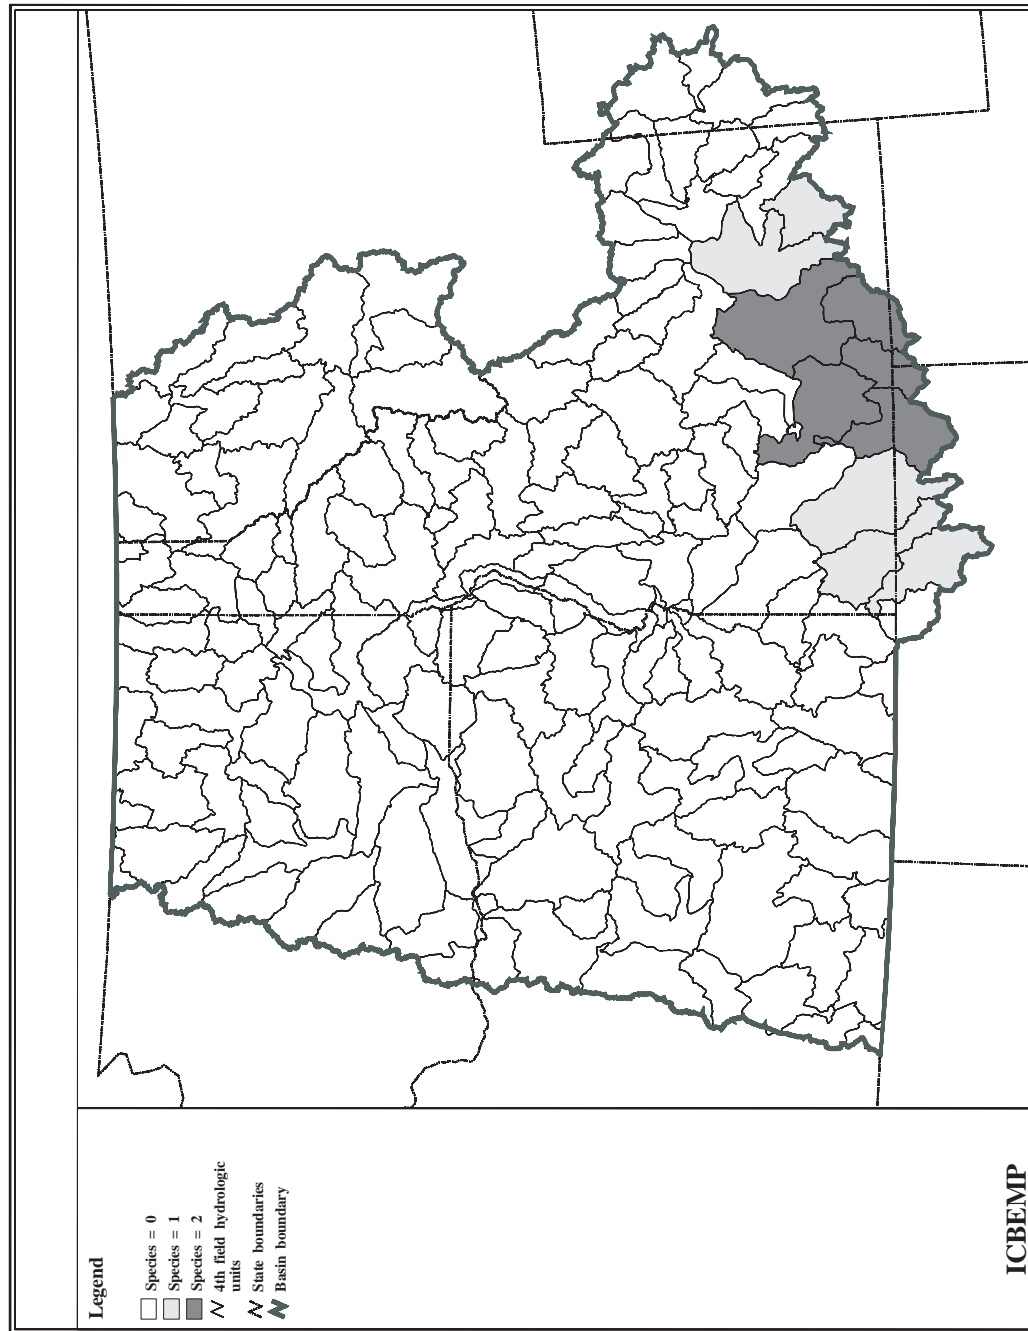 Legend
Species = 0
Species = 1
Species = 2
4th field hydrologic
units
State boundaries
Basin boundary
ICBEMP